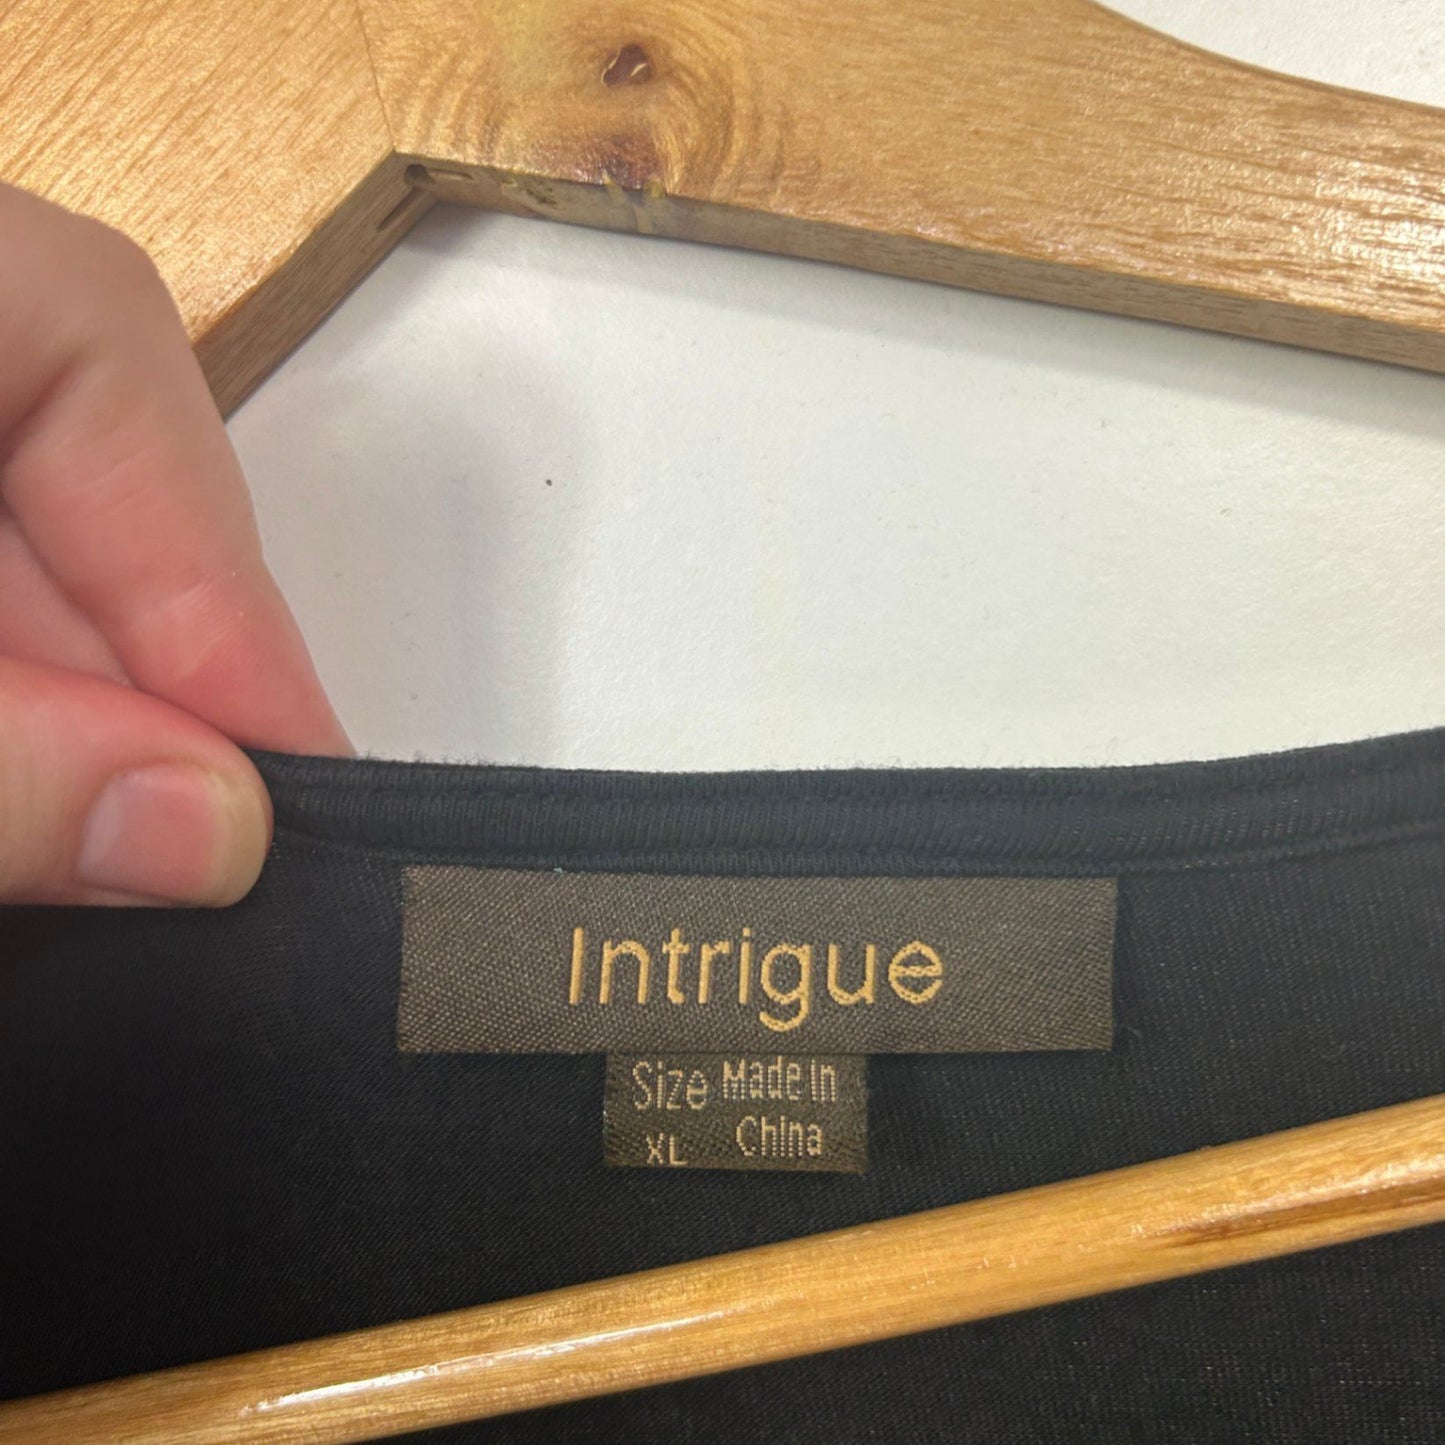 Intrigue
Size Made In
XL China